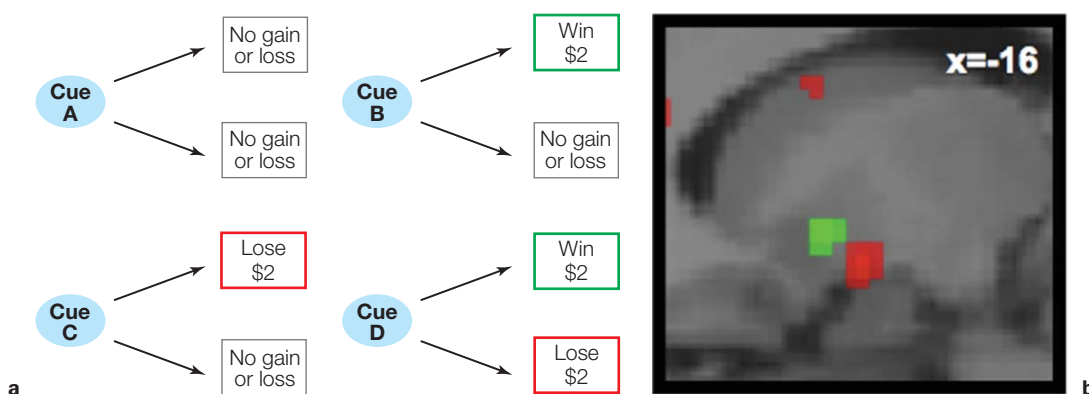 No gain
or loss
Cue
A
No gain
or loss
Win
$2
Cue
B
No gain
or loss
Lose
$2
Cue
C
No gain
or loss
Win
$2
Cue
D
Lose
$2
a
x=-16
b